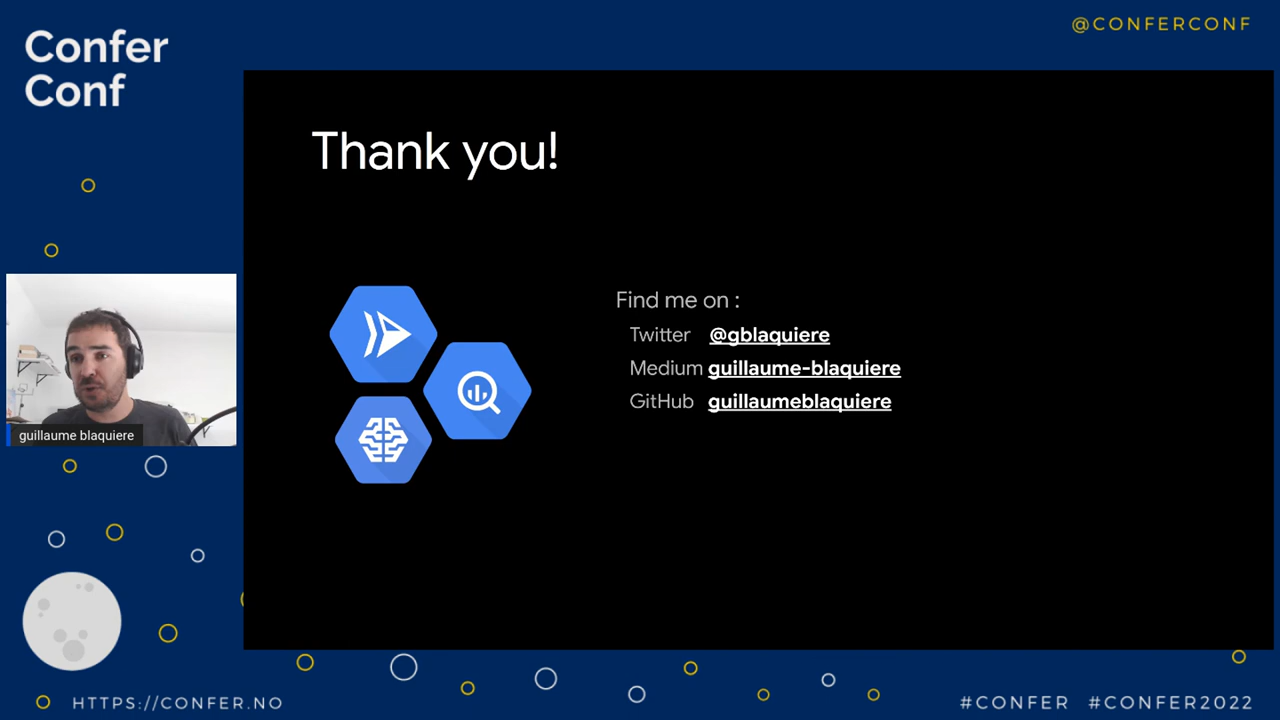 Confer
Conf
@CONFERCONF
Thank you!
Find me on :
Twitter @gblaquiere
Medium guillaume-blaquiere
GitHub guillaumeblaquiere
guillaume blaquiere
HTTPS://CONFER.NO
#CONFER #CONFER2022